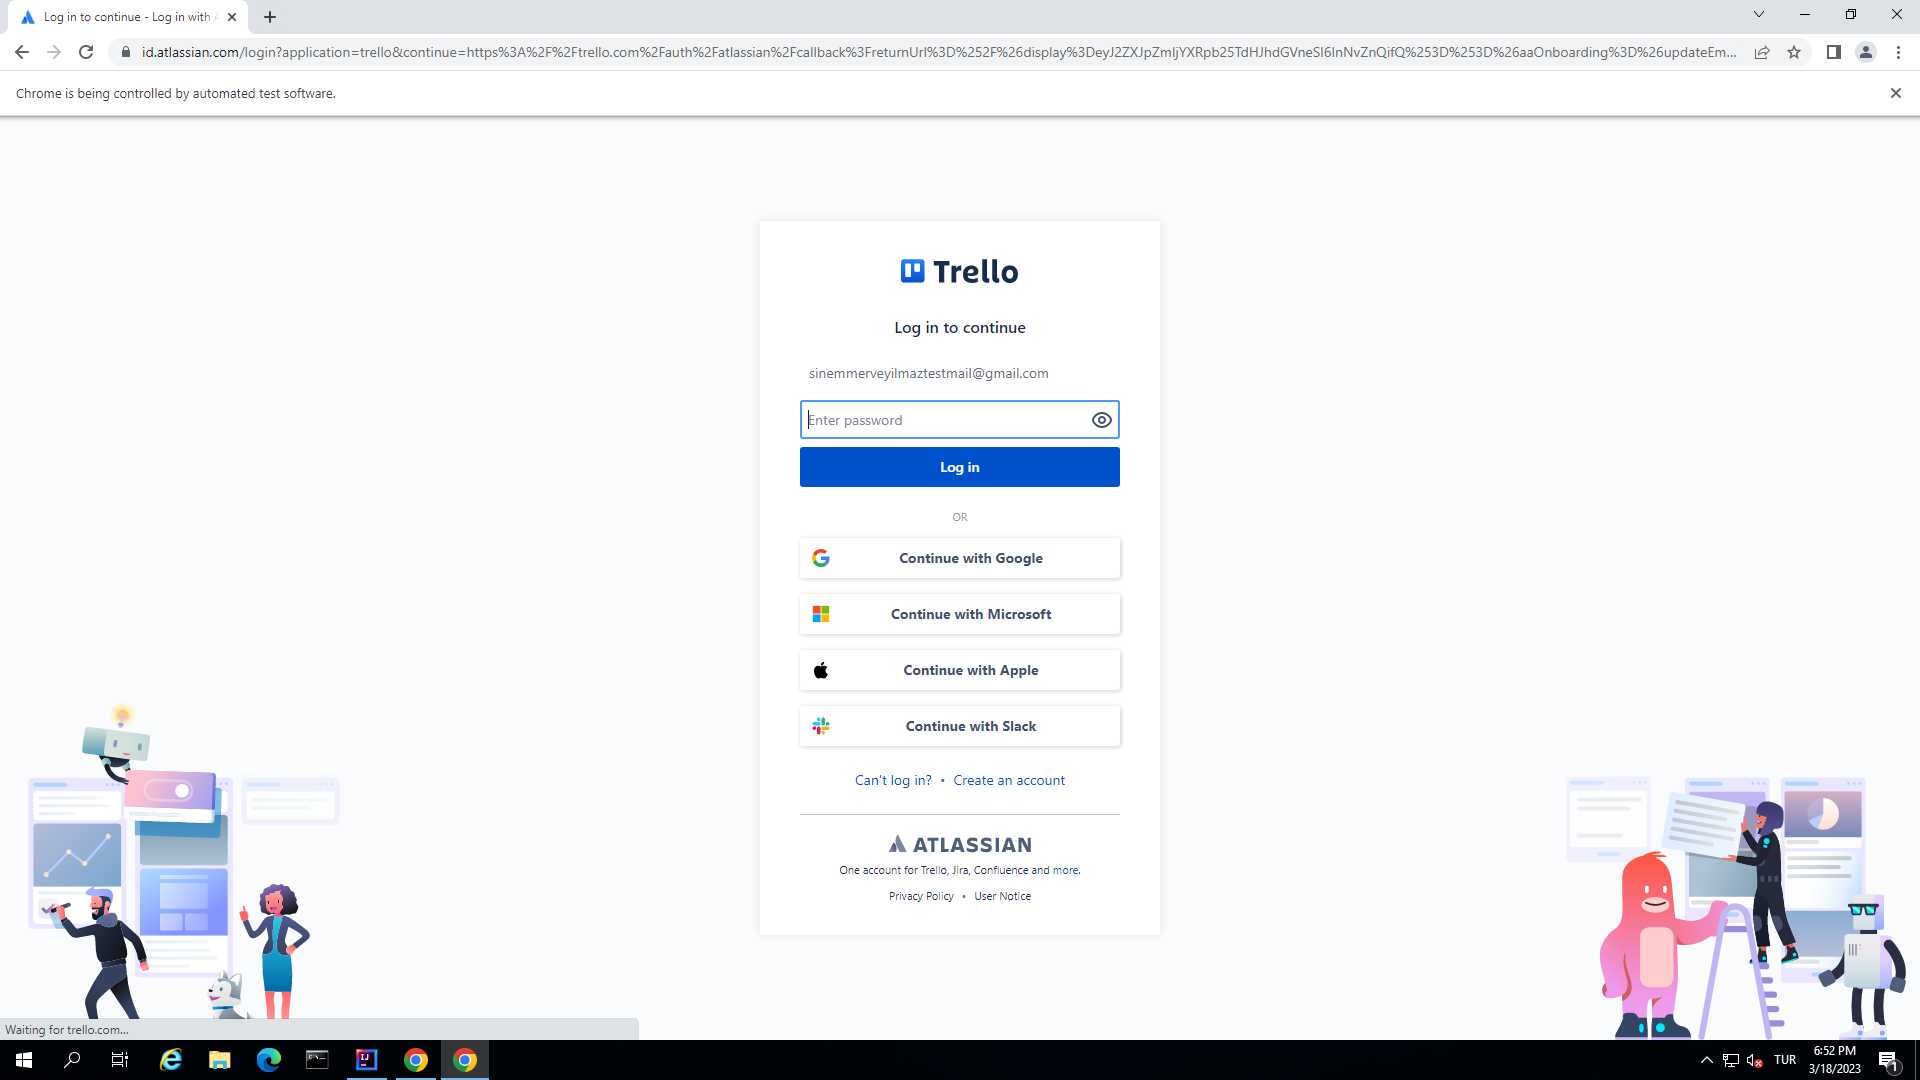 Log in to continue - Log in with A
id.atlassian.com/login?application=trello&continue=https%3A%2F%2Ftrello.com%2Fauth%2Fatlassian%2Fcallback%3FreturnUrl%3D%252F%26display%3DeyJ2ZXJpZmljYXRpb25TdHJhdGVneSI6InNvZnQifQ%253D%253D%26aaOnboarding%3D%26updateEm...
Chrome is being controlled by automated test software.
Trello
Log in to continue
sinemmerveyilmaztestmail@gmail.com
Enter password
Log in
OR
Continue with Google
Continue with Microsoft
Continue with Apple
Continue with Slack
Can't log in? • Create an account
ATLASSIAN
One account for Trello, Jira, Confluence and more.
Privacy Policy • User Notice
Waiting for trello.com...
TUR
6:52 PM
3/18/2023
1